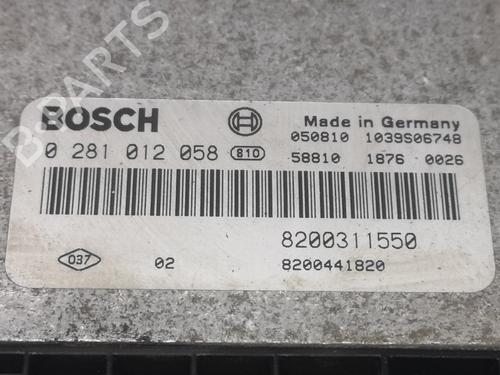 B-PARTS
BOSCH
Made in Germany
050810 1039S06748
0 281 012 058 810
58810 1876 0026
8200311550
037 02
8200441820